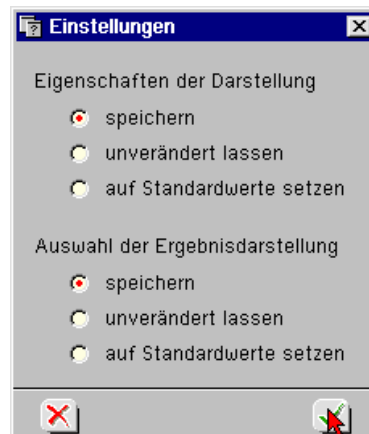 Einstellungen
Eigenschaften der Darstellung
speichern
unverändert lassen
auf Standardwerte setzen
Auswahl der Ergebnisdarstellung
speichern
unverändert lassen
auf Standardwerte setzen